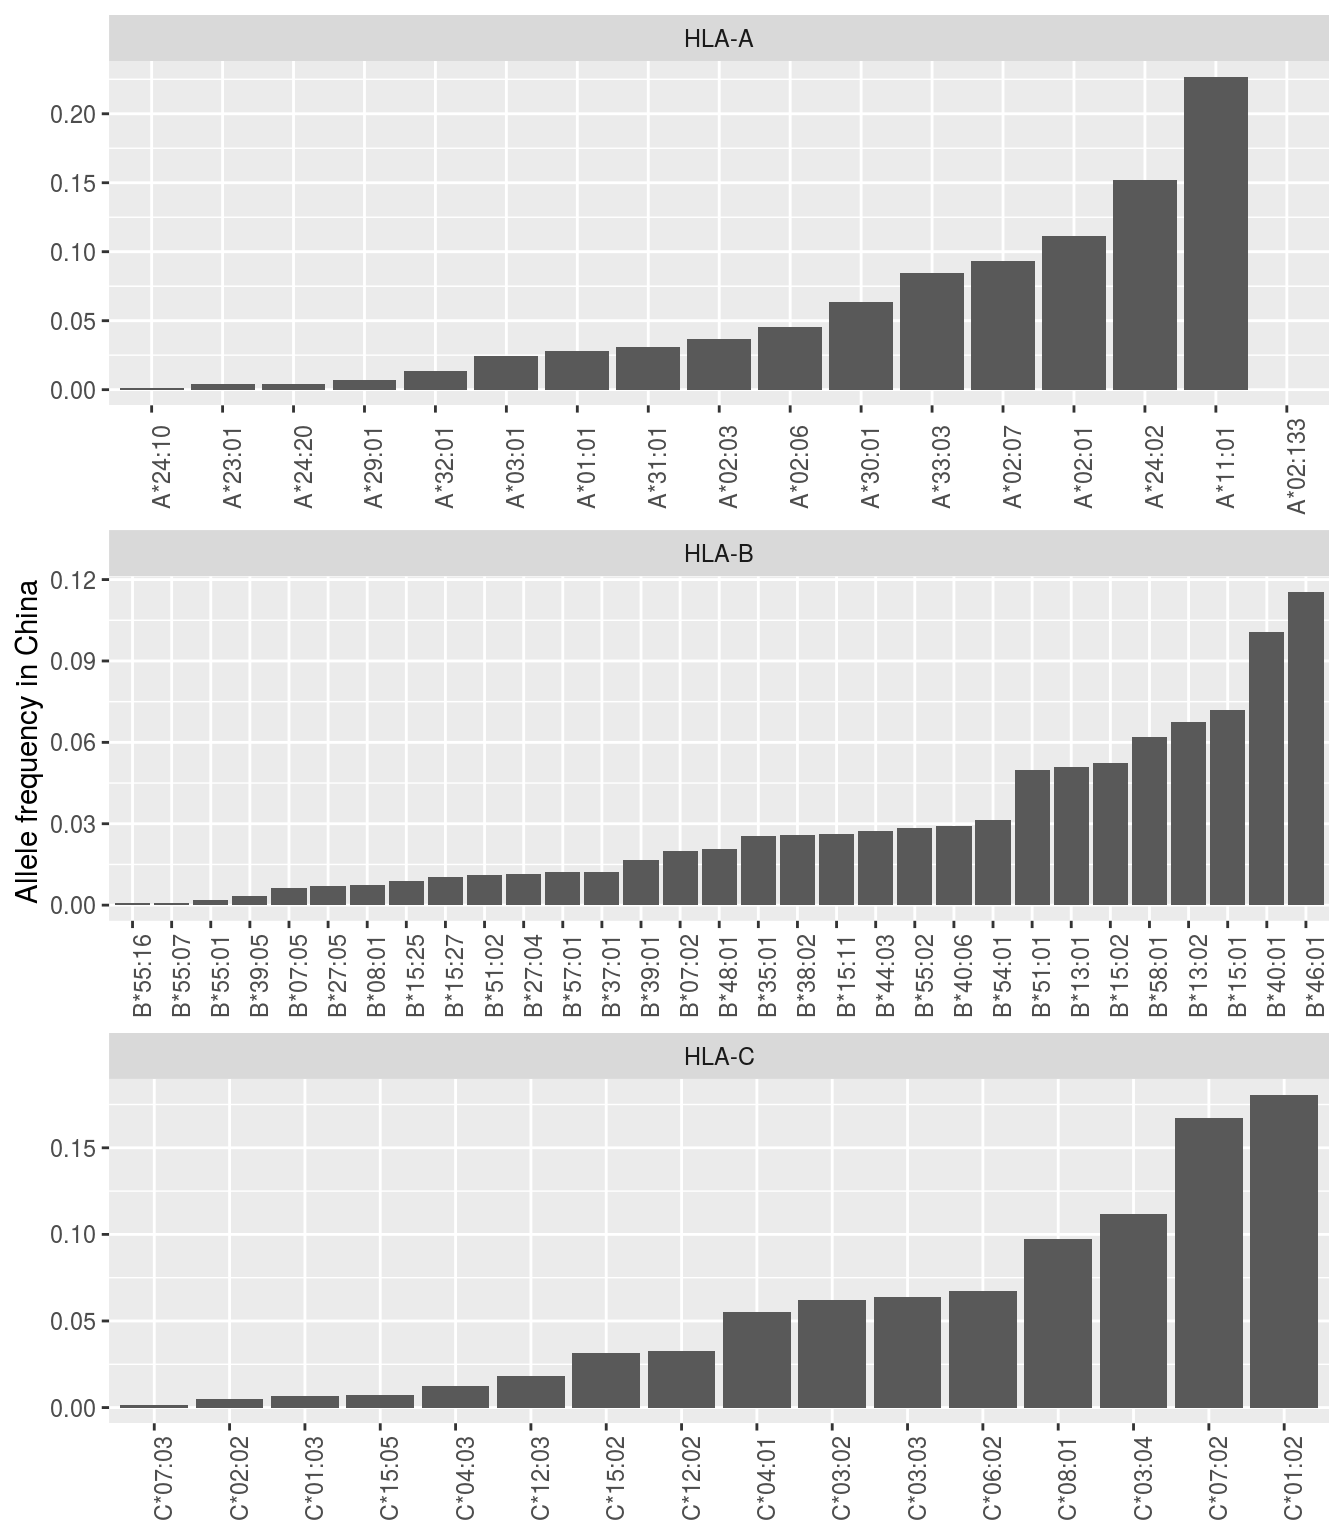 HLA-A
0.20
0.15
0.10
0.05
0.00
A*24:10 A*23:01 A*24:20 A*29:01 A*32:01 A*03:01 A*01:01 A*31:01 A*02:03 A*02:06 A*30:01 A*33:03 A*02:07 A*02:01 A*24:02 A*11:01 A*02:133
Allele frequency in China
HLA-B
0.12
0.09
0.06
0.03
0.00
B*55:16 B*55:07 B*55:01 B*39:05 B*07:05 B*27:05 B*08:01 B*15:25 B*15:27 B*51:02 B*27:04 B*57:01 B*37:01 B*39:01 B*07:02 B*48:01 B*35:01 B*38:02 B*15:11 B*44:03 B*55:02 B*40:06 B*54:01 B*51:01 B*13:01 B*15:02 B*58:01 B*13:02 B*15:01 B*40:01 B*46:01
HLA-C
0.15
0.10
0.05
0.00
C*07:03 C*02:02 C*01:03 C*15:05 C*04:03 C*12:03 C*15:02 C*12:02 C*04:01 C*03:02 C*03:03 C*06:02 C*08:01 C*03:04 C*07:02 C*01:02